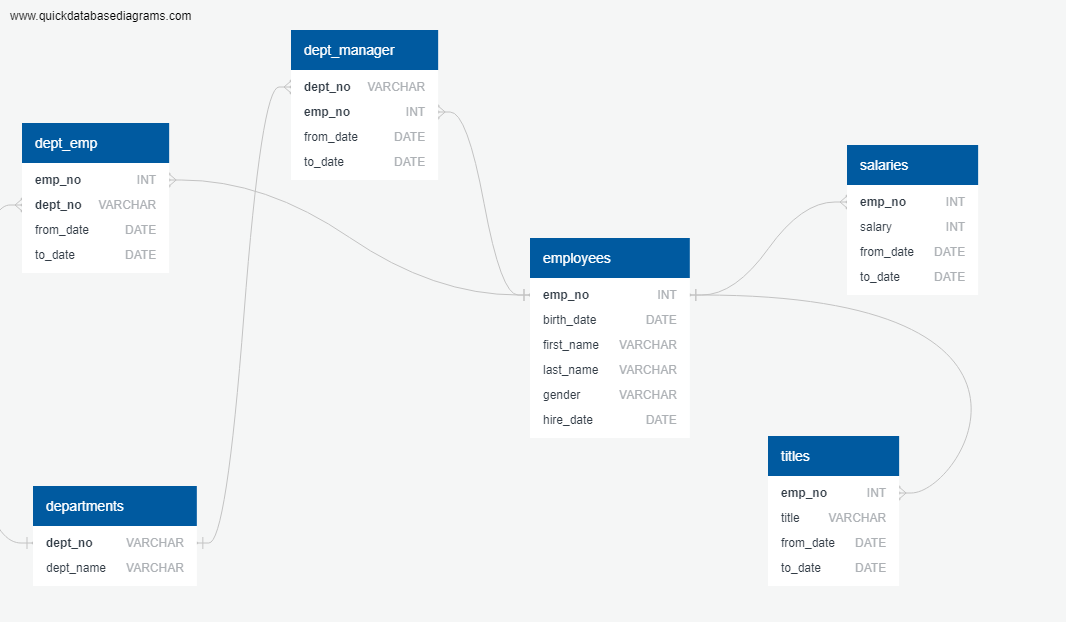 www.quickdatabasediagrams.com
dept_manager
dept_no VARCHAR
emp_no INT
from_date DATE
to_date DATE
dept_emp
emp_no INT
dept_no VARCHAR
from_date DATE
to_date DATE
salaries
emp_no INT
salary INT
from_date DATE
to_date DATE
employees
emp_no INT
birth_date DATE
first_name VARCHAR
last_name VARCHAR
gender VARCHAR
hire_date DATE
titles
emp_no INT
title VARCHAR
from_date DATE
to_date DATE
departments
dept_no VARCHAR
dept_name VARCHAR